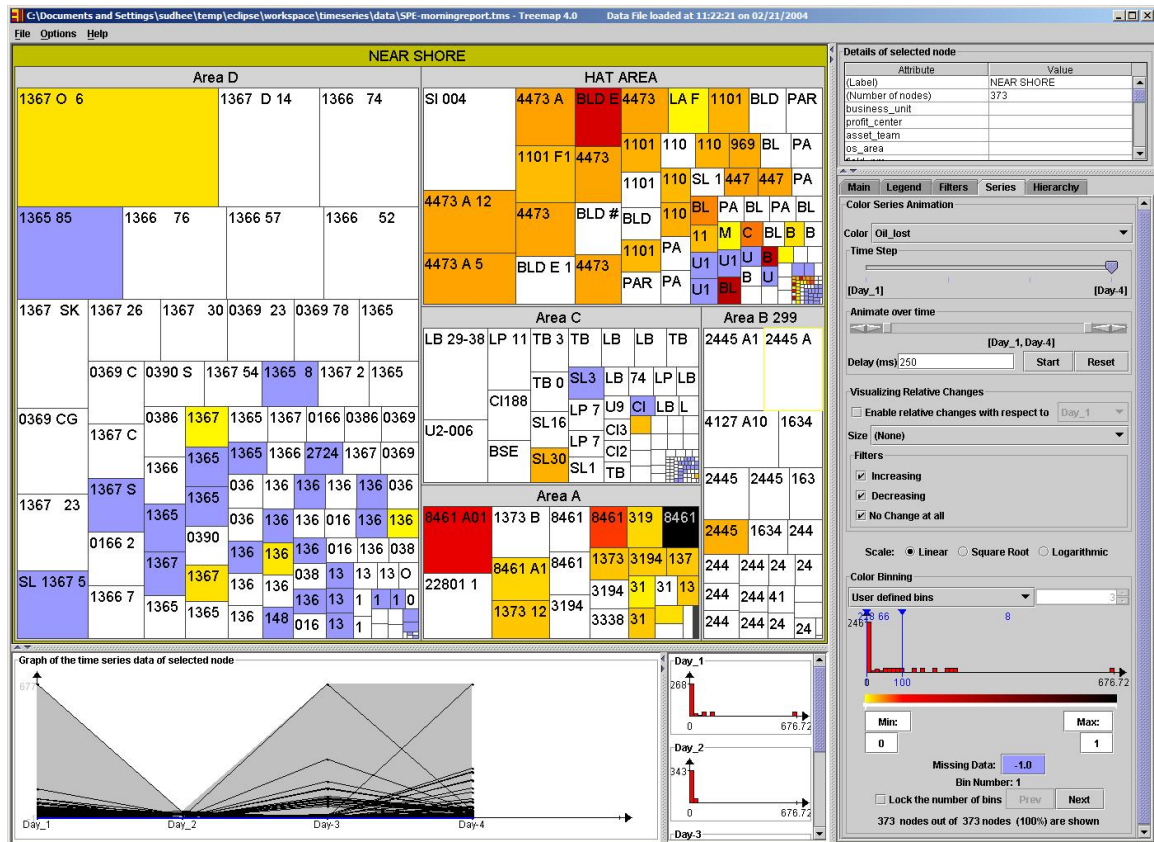 C:\Documents and Settings\sudhee\temp\eclipse\workspace\timeseries\data\SPE-morningreport.tms - Treemap 4.0 Data File loaded at 11:22:21 on 02/21/2004
File Options Help
NEAR SHORE
Area D
1367 O 6 1367 D 14 1366 74
1365 85 1366 76 1366 57 1366 52
1367 SK 1367 26 1367 30 0369 23 0369 78 1365
0369 C 0390 S 1367 54 1365 8 1367 2 1365
0369 CG 1367 C 0386 1367 1365 1367 0166 0386 0369
1366 1365 1365 1366 2724 1367 0369
1367 23 1367 S 1365 1365 036 136 136 136 136 036
036 136 136 016 136 136
0166 2 0390 136 136 136 016 136 038
SL 1367 5 1367 1367 136 136 038 13 13 13 O
1366 7 1365 1365 136 136 136 13 1 1 1 0
136 148 016 13 1
HAT AREA
SI 004 4473 A BLD E 4473 LA F 1101 BLD PAR
1101 F1 4473 1101 110 110 969 BL PA
1101 110 SL 1 447 447 PA
4473 A 12 4473 BLD # BLD 110 BL PA BL PA BL
11 M C BL B B
4473 A 5 BLD E 1 4473 1101 PA U1 U1 U B
PAR PA U1 BL B U
Area C
LB 29-38 LP 11 TB 3 TB LB LB TB
TB 0 SL3 LB 74 LP LB
CI188 LP 7 U9 CI LB L
U2-006 SL16 CI3
BSE LP 7 CI2
SL30 SL1 TB
Area B 299
2445 A1 2445 A
4127 A10 1634
2445 2445 163
2445 1634 244
244 244 24 24
244 244 41
244 244 24 24
Area A
8461 A01 1373 B 8461 8461 319 8461
8461 A1 8461 1373 3194 137
22801 1 3194 31 31 13
1373 12 3194 3338 31
Details of selected node
Attribute Value
(Label) NEAR SHORE
(Number of nodes) 373
business_unit
profit_center
asset_team
os_area
Main Legend Filters Series Hierarchy
Color Series Animation
Color Oil_lost
Time Step
[Day_1] [Day-4]
Animate over time
[Day_1, Day-4]
Delay (ms) 250 Start Reset
Visualizing Relative Changes
Enable relative changes with respect to Day_1
Size (None)
Filters
Increasing
Decreasing
No Change at all
Scale: Linear Square Root Logarithmic
Color Binning
User defined bins 3
66 8
246
0 100 676.72
Min: Max:
0 1
Missing Data: -1.0
Bin Number: 1
Lock the number of bins Prev Next
373 nodes out of 373 nodes (100%) are shown
Graph of the time series data of selected node
677
Day_1 Day_2 Day-3 Day-4
Day_1
268
0 676.72
Day_2
343
0 676.72
Day-3